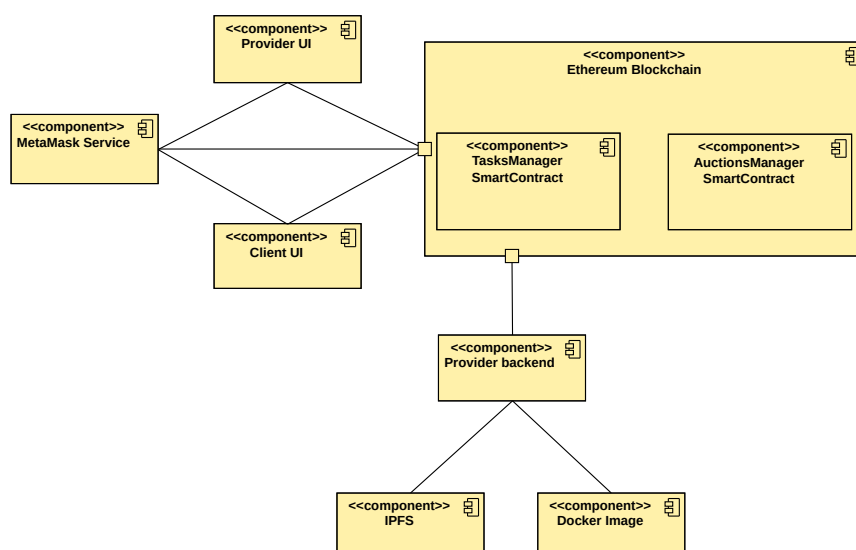 <<component>>
Provider UI
<<component>>
Ethereum Blockchain
<<component>>
MetaMask Service
<<component>>
TasksManager
SmartContract
<<component>>
AuctionsManager
SmartContract
<<component>>
Client UI
<<component>>
Provider backend
<<component>>
IPFS
<<component>>
Docker Image